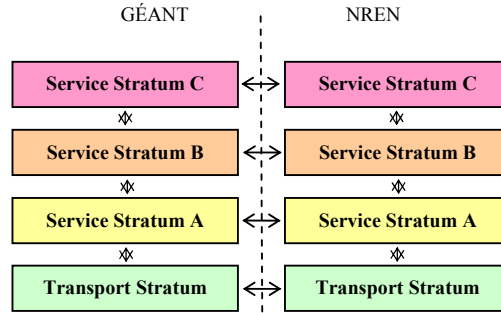 GÉANT NREN
Service Stratum C Service Stratum C
Service Stratum B Service Stratum B
Service Stratum A Service Stratum A
Transport Stratum Transport Stratum